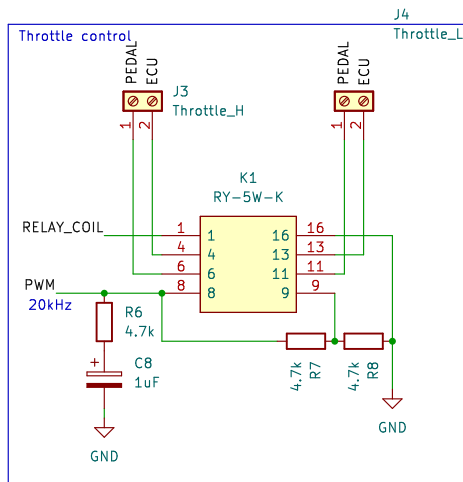 J4
Throttle_L
Throttle control
PEDAL
ECU
PEDAL
ECU
J3
Throttle_H
1
2
1
2
K1
RY-5W-K
RELAY_COIL
1
1
16
16
4
4
13
13
6
6
11
11
PWM
8
8
9
9
20kHz
R6
4.7k
C8
+
1uF
4.7k
R7
4.7k
R8
GND
GND